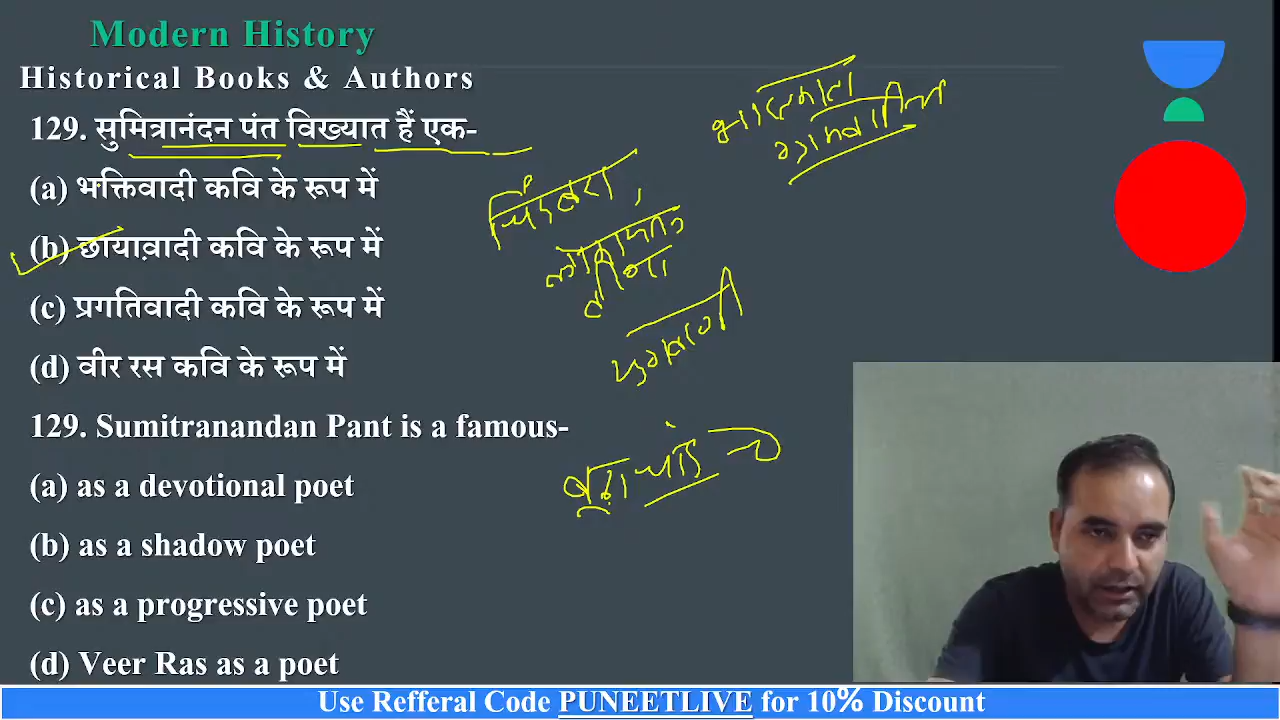 Modern History
Historical Books & Authors
129. सुमित्रानंदन पंत विख्यात हैं एक-
(a) भक्तिवादी कवि के रूप में
(b) छायाव़ादी कवि के रूप में
(c) प्रगतिवादी कवि के रूप में
(d) वीर रस कवि के रूप में
129. Sumitranandan Pant is a famous-
(a) as a devotional poet
(b) as a shadow poet
(c) as a progressive poet
(d) Veer Ras as a poet
चिदंबरा,
लोकायतन,
वीणा
युगवाणी
Use Refferal Code PUNEETLIVE for 10% Discount